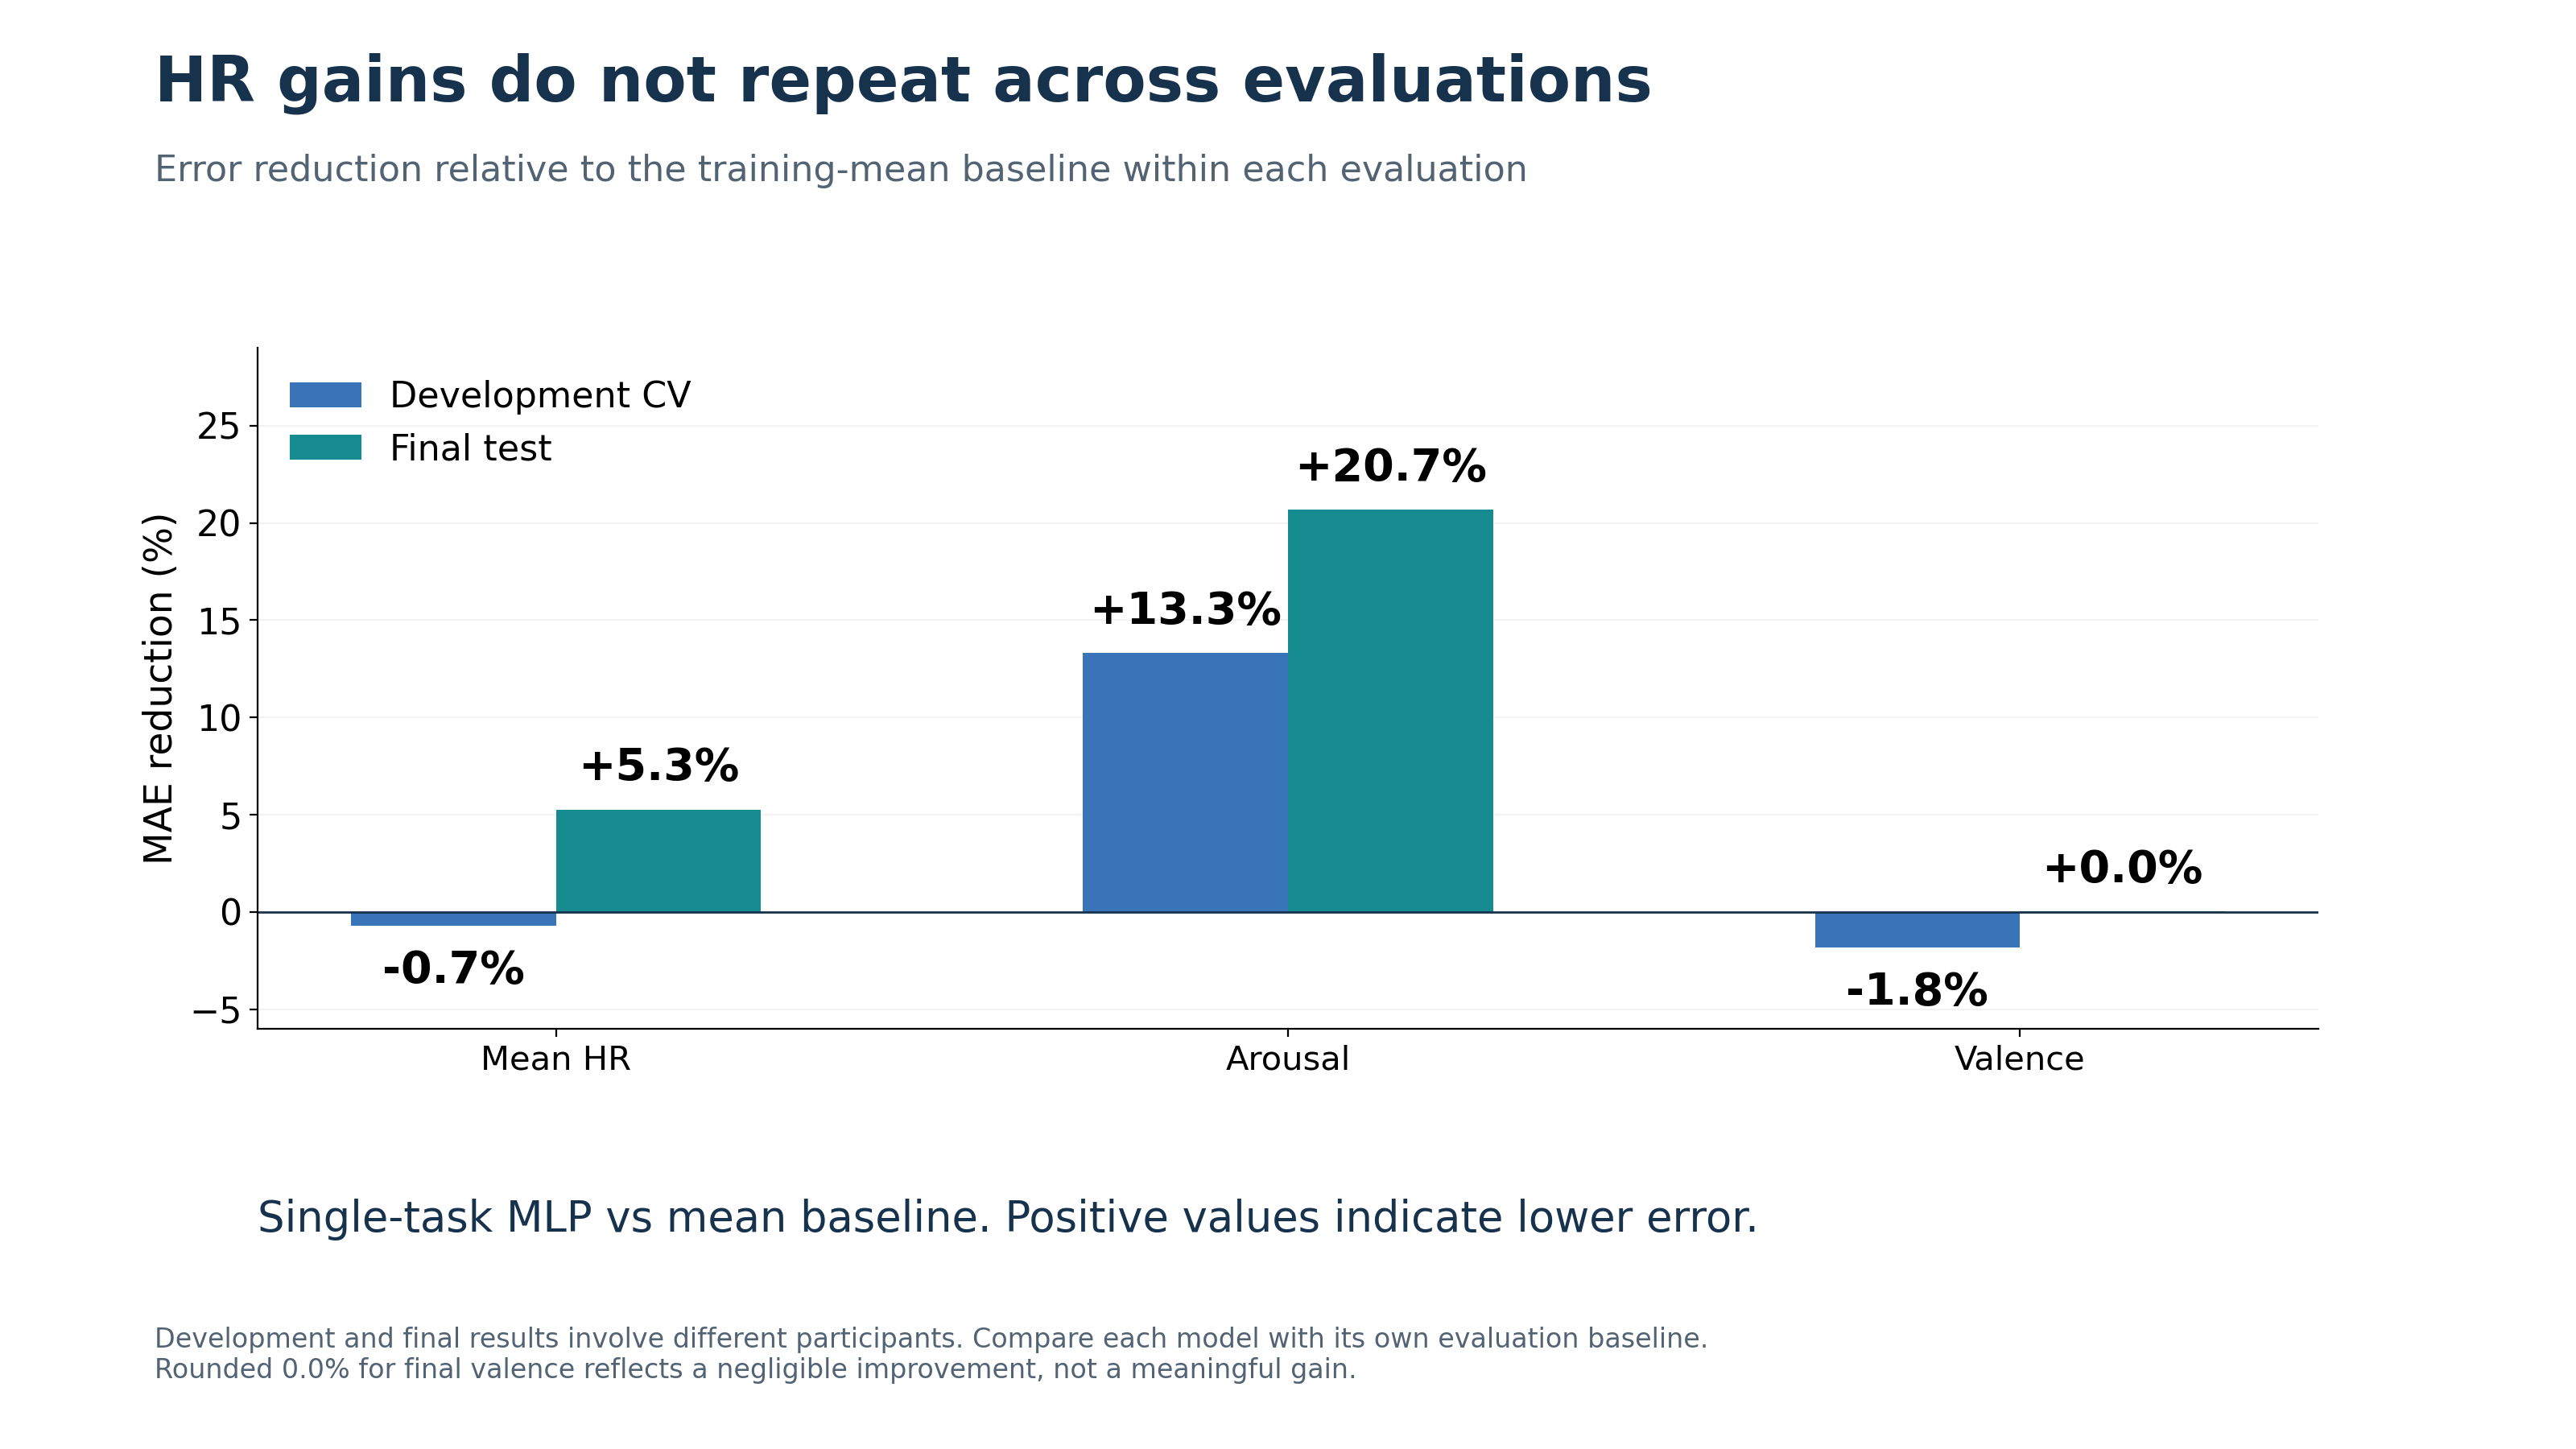 HR gains do not repeat across evaluations
Error reduction relative to the training-mean baseline within each evaluation
Development CV
Final test
MAE reduction (%)
25
20
15
10
5
0
−5
-0.7%
+5.3%
+13.3%
+20.7%
-1.8%
+0.0%
Mean HR
Arousal
Valence
Single-task MLP vs mean baseline. Positive values indicate lower error.
Development and final results involve different participants. Compare each model with its own evaluation baseline.
Rounded 0.0% for final valence reflects a negligible improvement, not a meaningful gain.